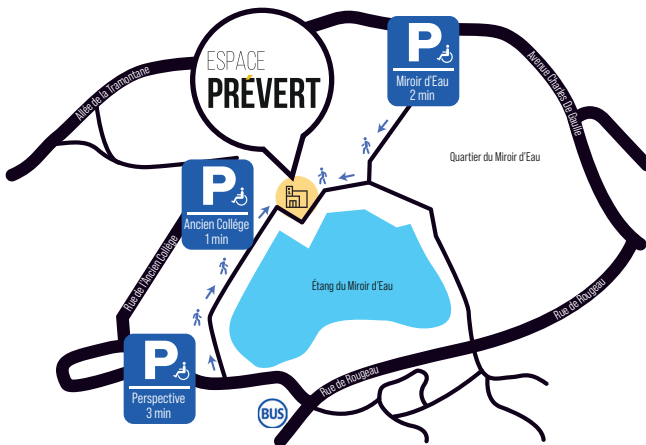 ESPACE
PRÉVERT
P
Miroir d'Eau
2 min
Allée de la Tramontane
Avenue Charles De Gaulle
Quartier du Miroir d'Eau
P
Ancien Collége
1 min
Rue de l'Ancien Collège
Étang du Miroir d'Eau
Rue de Rougeau
P
Perspective
3 min
Rue de Rougeau
BUS